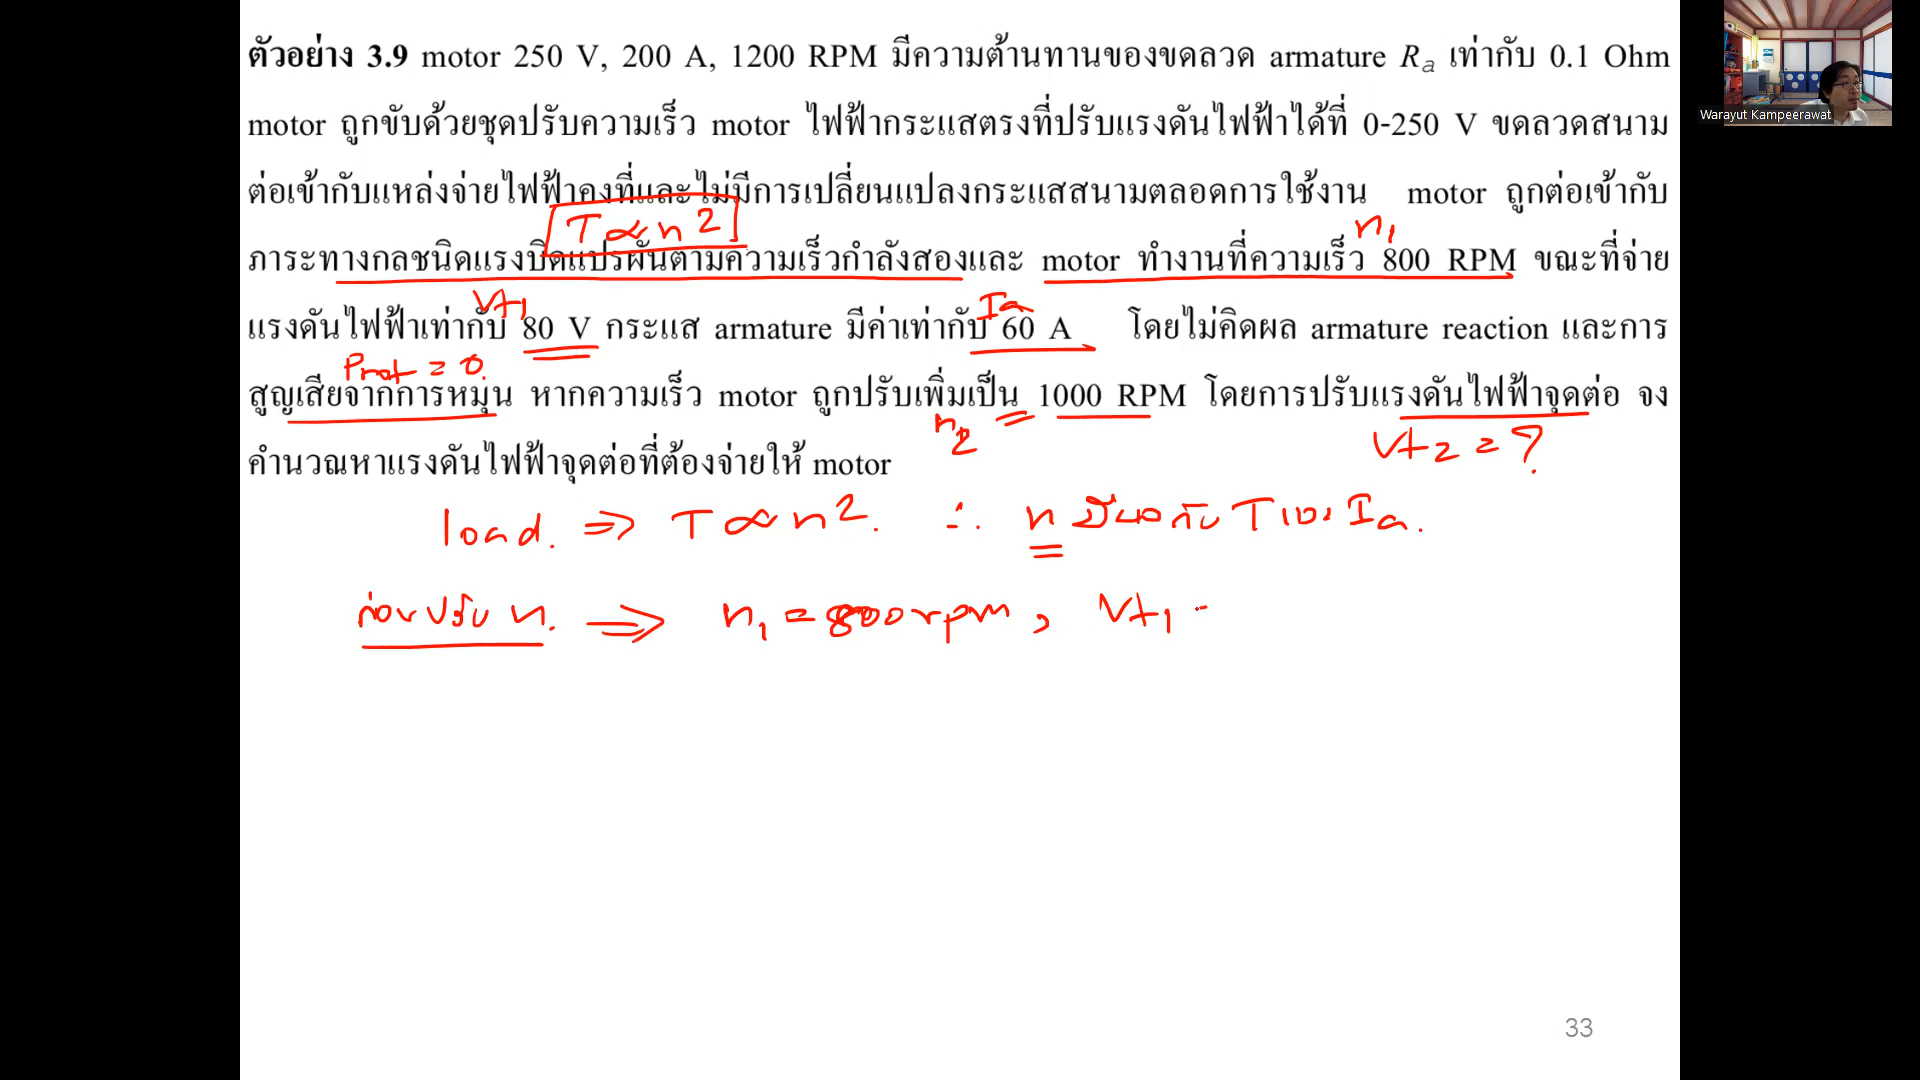 ตัวอย่าง 3.9 motor 250 V, 200 A, 1200 RPM มีความต้านทานของขดลวด armature Ra เท่ากับ 0.1 Ohm
Warayut Kampeerawat
motor ถูกขับด้วยชุดปรับความเร็ว motor ไฟฟ้ากระแสตรงที่ปรับแรงดันไฟฟ้าได้ที่ 0-250 V ขดลวดสนาม
ต่อเข้ากับแหล่งจ่ายไฟฟ้าคงที่และไม่มีการเปลี่ยนแปลงกระแสสนามตลอดการใช้งาน motor ถูกต่อเข้ากับ
T ∝ n2
n1
ภาระทางกลชนิดแรงบิดแปรผันตามความเร็วกำลังสองและ motor ทำงานที่ความเร็ว 800 RPM ขณะที่จ่าย
Vt1
Ia
แรงดันไฟฟ้าเท่ากับ 80 V กระแส armature มีค่าเท่ากับ 60 A โดยไม่คิดผล armature reaction และการ
Prot = 0.
สูญเสียจากการหมุน หากความเร็ว motor ถูกปรับเพิ่มเป็น 1000 RPM โดยการปรับแรงดันไฟฟ้าจุดต่อ จง
n2
Vt2 = ?
คำนวณหาแรงดันไฟฟ้าจุดต่อที่ต้องจ่ายให้ motor
load. ⇒ T ∝ n2. ∴ n มีผลกับ T และ Ia.
ก่อนปรับ n. ⇒ n1 = 800 rpm, Vt1 -
33